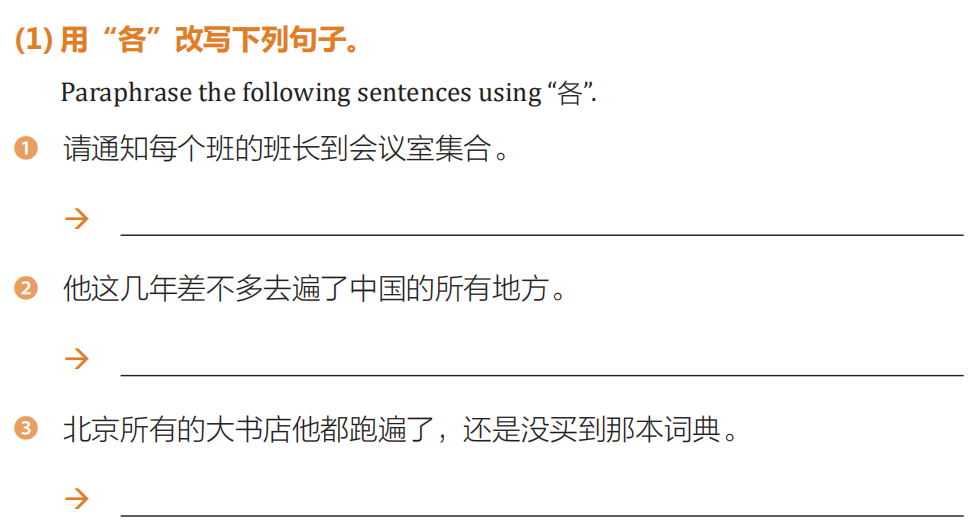 (1) 用“各”改写下列句子。
Paraphrase the following sentences using “各”.
1 请通知每个班的班长到会议室集合。
→
2 他这几年差不多去遍了中国的所有地方。
→
3 北京所有的大书店他都跑遍了，还是没买到那本词典。
→